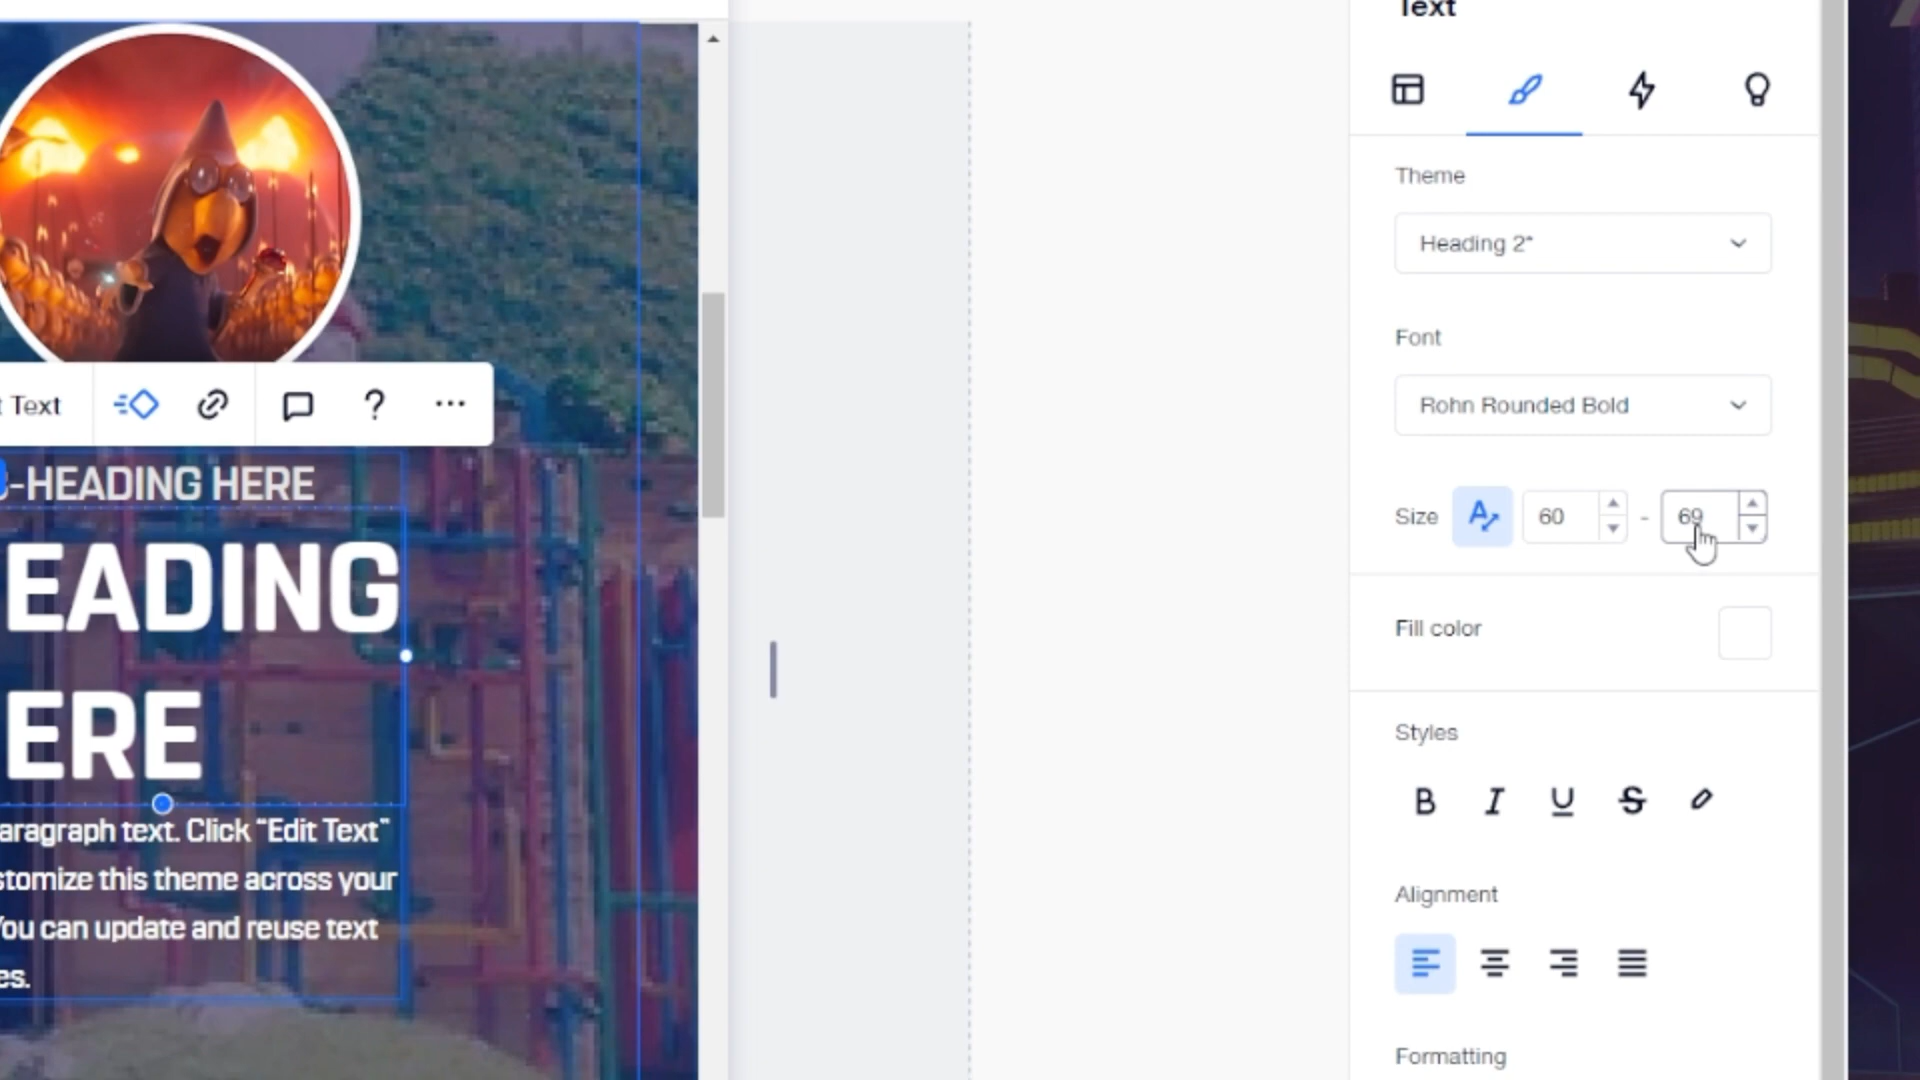 Text
Theme
Heading 2*
Font
Rohn Rounded Bold
Size
60
-
69
Fill color
Styles
B
I
U
S
Alignment
Formatting
t Text
?
...
-HEADING HERE
EADING
ERE
aragraph text. Click “Edit Text”
stomize this theme across your
You can update and reuse text
es.